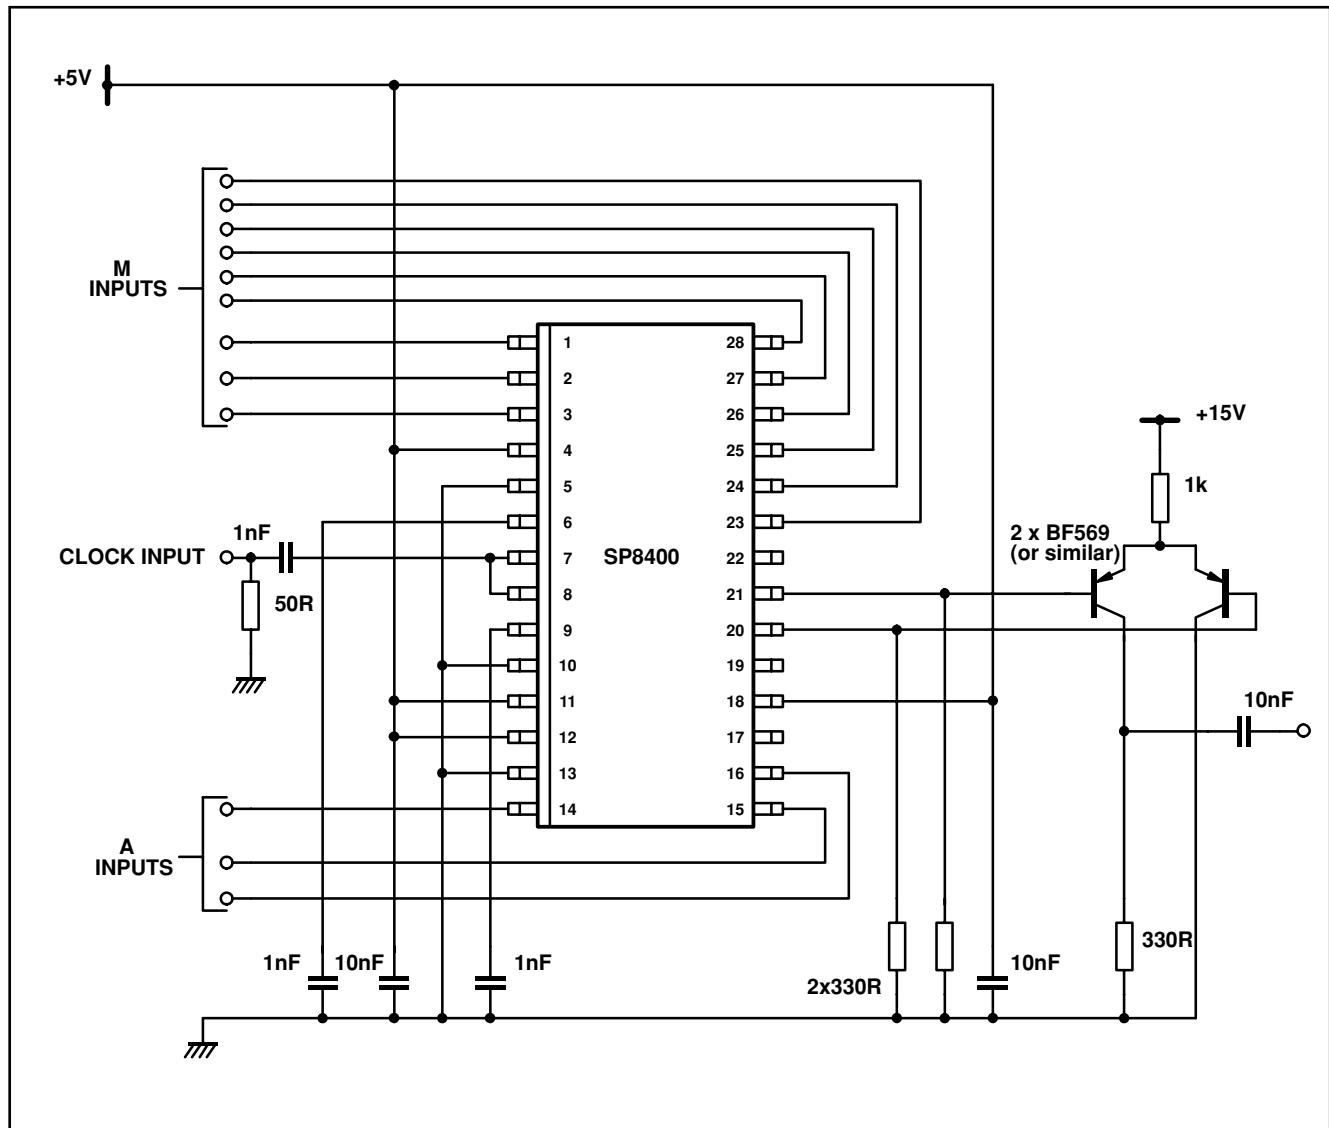 +5V
M
INPUTS
1 28
2 27
3 26
+15V
4 25
5 24
1k
6 23
1nF
2 x BF569
(or similar)
CLOCK INPUT
7 SP8400 22
50R
8 21
9 20
10 19
11 18
10nF
12 17
13 16
14 15
A
INPUTS
330R
1nF 10nF 1nF
2x330R
10nF